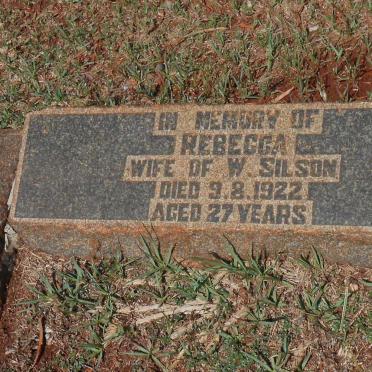 IN MEMORY OF
REBECCA
WIFE OF W. SILSON
DIED 9.8.1922
AGED 27 YEARS